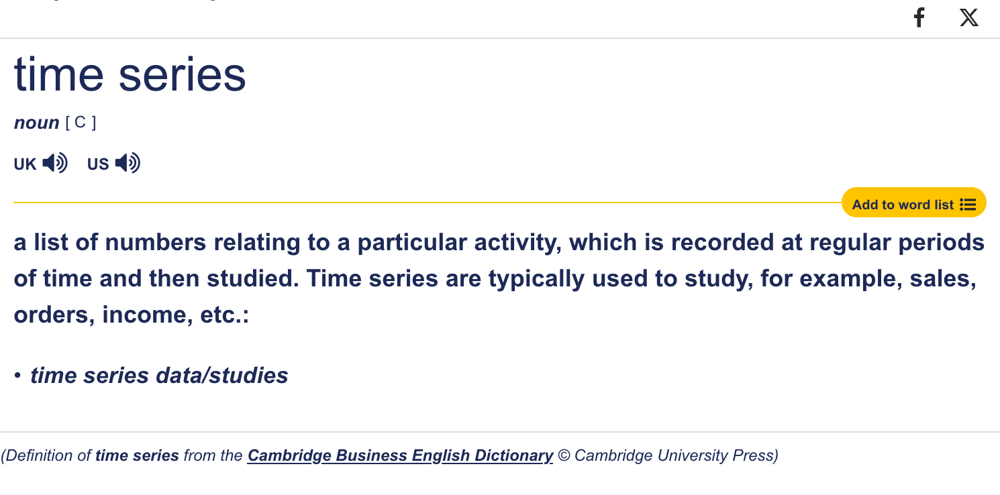 time series
noun [ C ]
UK US
Add to word list
a list of numbers relating to a particular activity, which is recorded at regular periods
of time and then studied. Time series are typically used to study, for example, sales,
orders, income, etc.:
• time series data/studies
(Definition of time series from the Cambridge Business English Dictionary © Cambridge University Press)